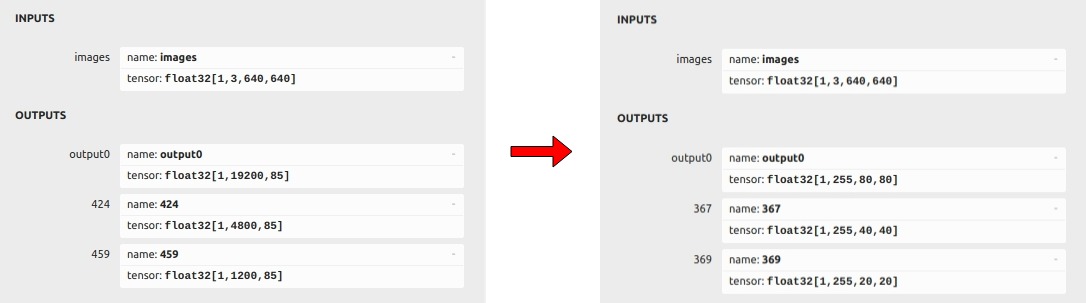 INPUTS
images
name: images
tensor: float32[1,3,640,640]
OUTPUTS
output0
name: output0
tensor: float32[1,19200,85]
424
name: 424
tensor: float32[1,4800,85]
459
name: 459
tensor: float32[1,1200,85]
INPUTS
images
name: images
tensor: float32[1,3,640,640]
OUTPUTS
output0
name: output0
tensor: float32[1,255,80,80]
367
name: 367
tensor: float32[1,255,40,40]
369
name: 369
tensor: float32[1,255,20,20]